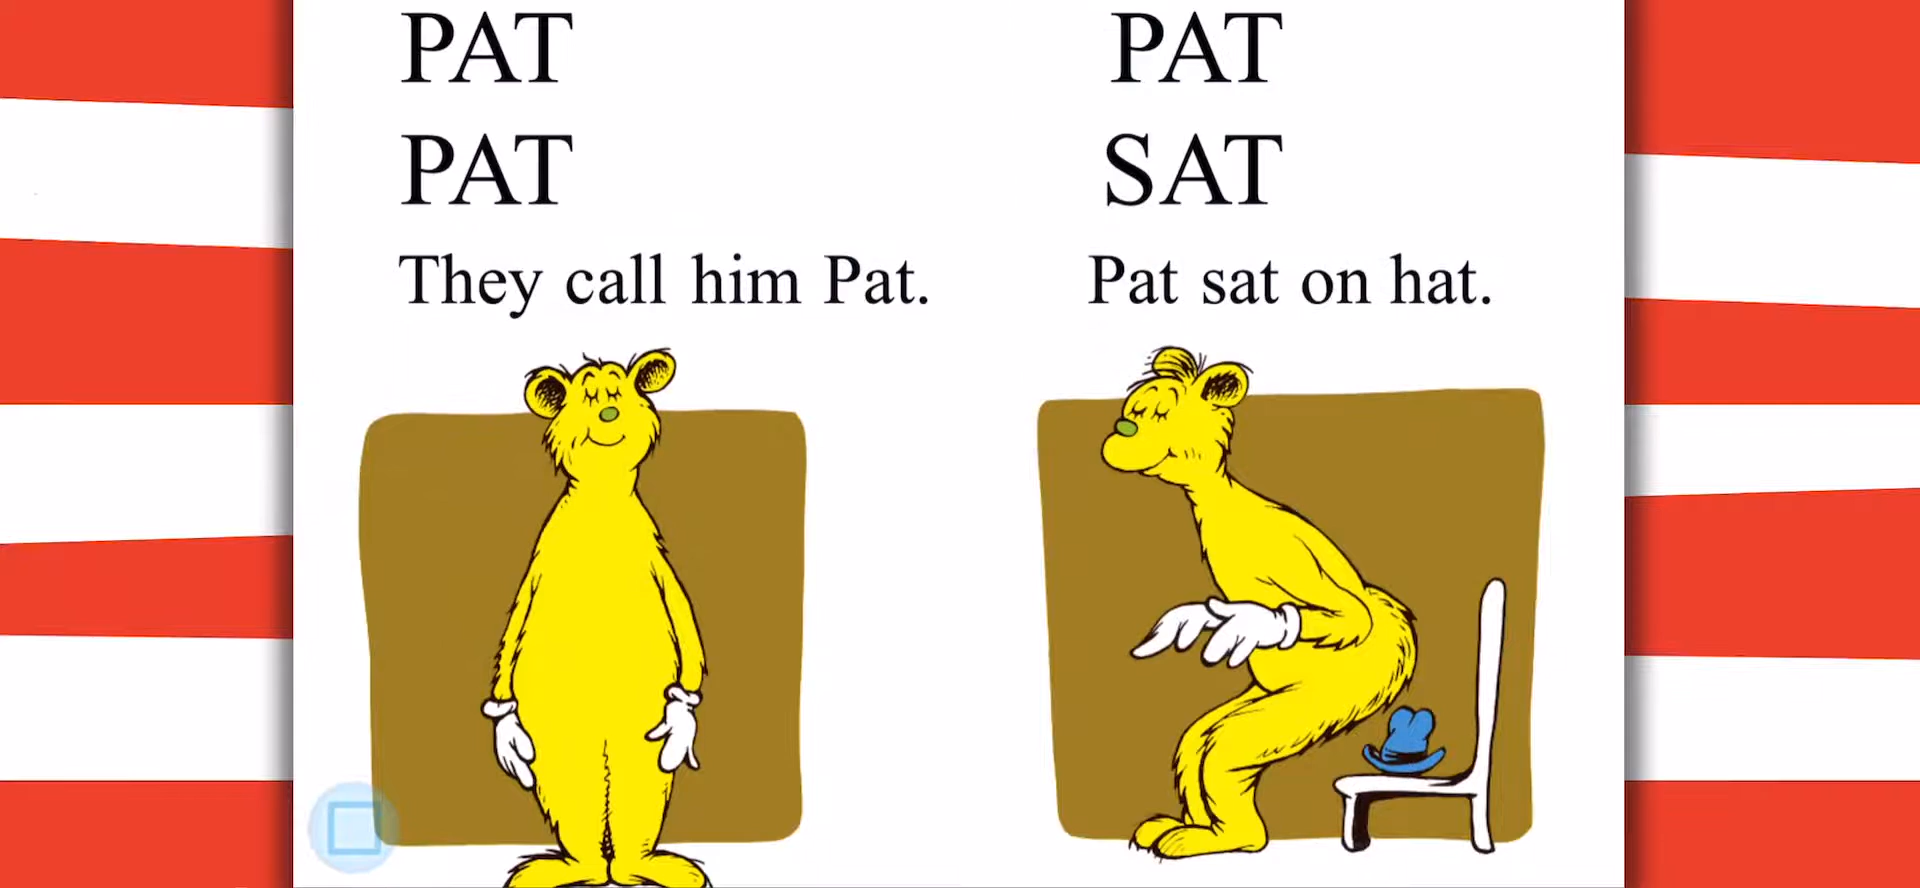 PAT
PAT
They call him Pat.
PAT
SAT
Pat sat on hat.